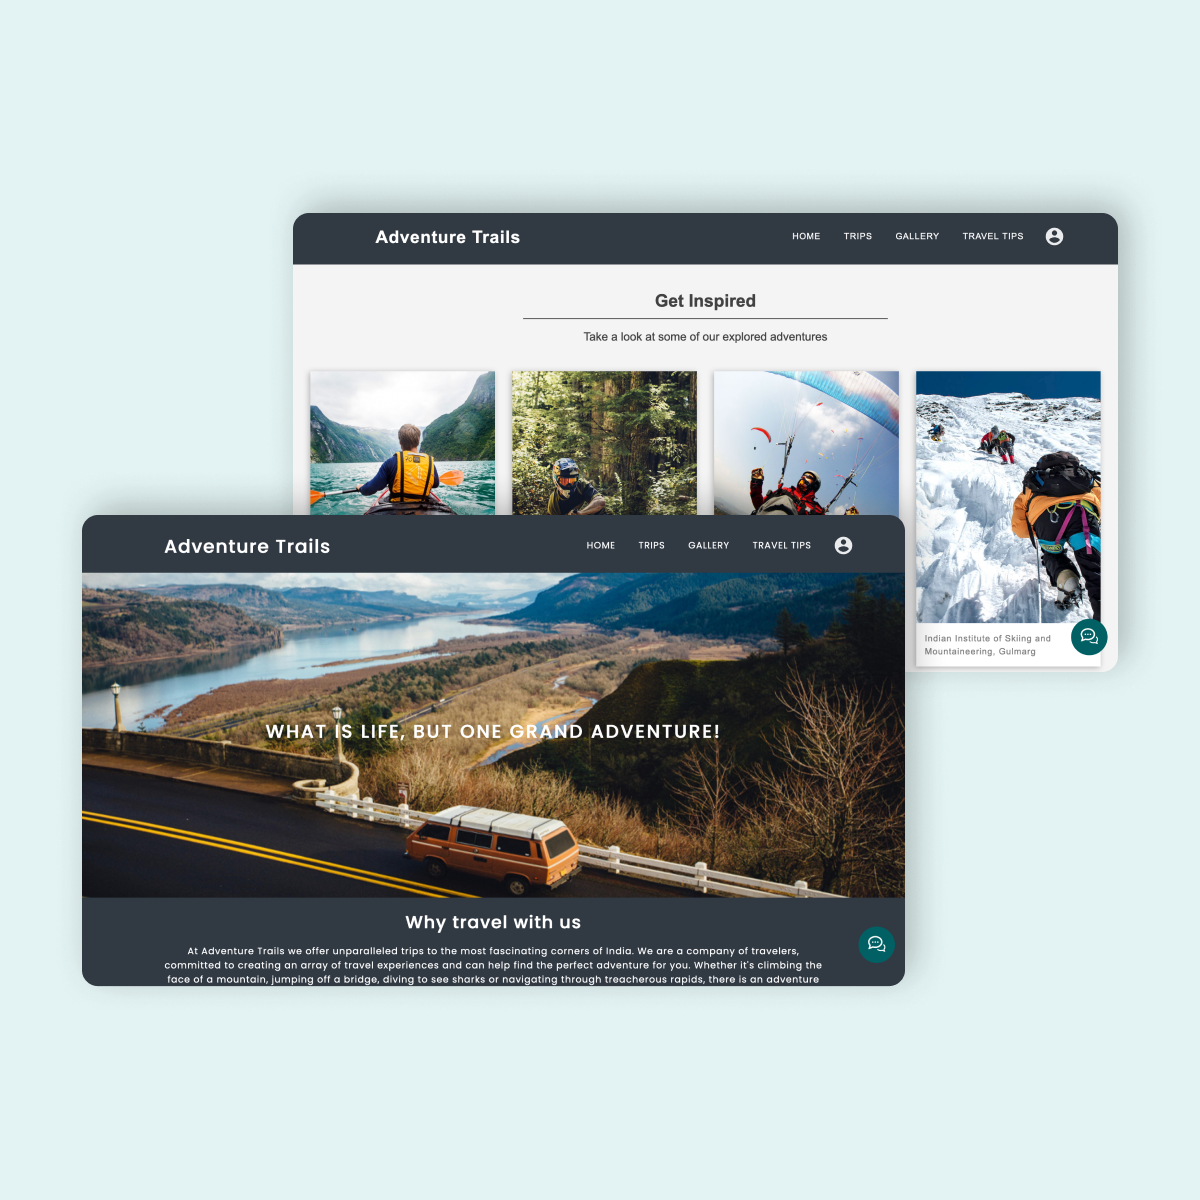 Adventure Trails
HOME TRIPS GALLERY TRAVEL TIPS
Get Inspired
Take a look at some of our explored adventures
Indian Institute of Skiing and
Mountaineering, Gulmarg
Adventure Trails
HOME TRIPS GALLERY TRAVEL TIPS
WHAT IS LIFE, BUT ONE GRAND ADVENTURE!
Why travel with us
At Adventure Trails we offer unparalleled trips to the most fascinating corners of India. We are a company of travelers,
committed to creating an array of travel experiences and can help find the perfect adventure for you. Whether it's climbing the
face of a mountain, jumping off a bridge, diving to see sharks or navigating through treacherous rapids, there is an adventure